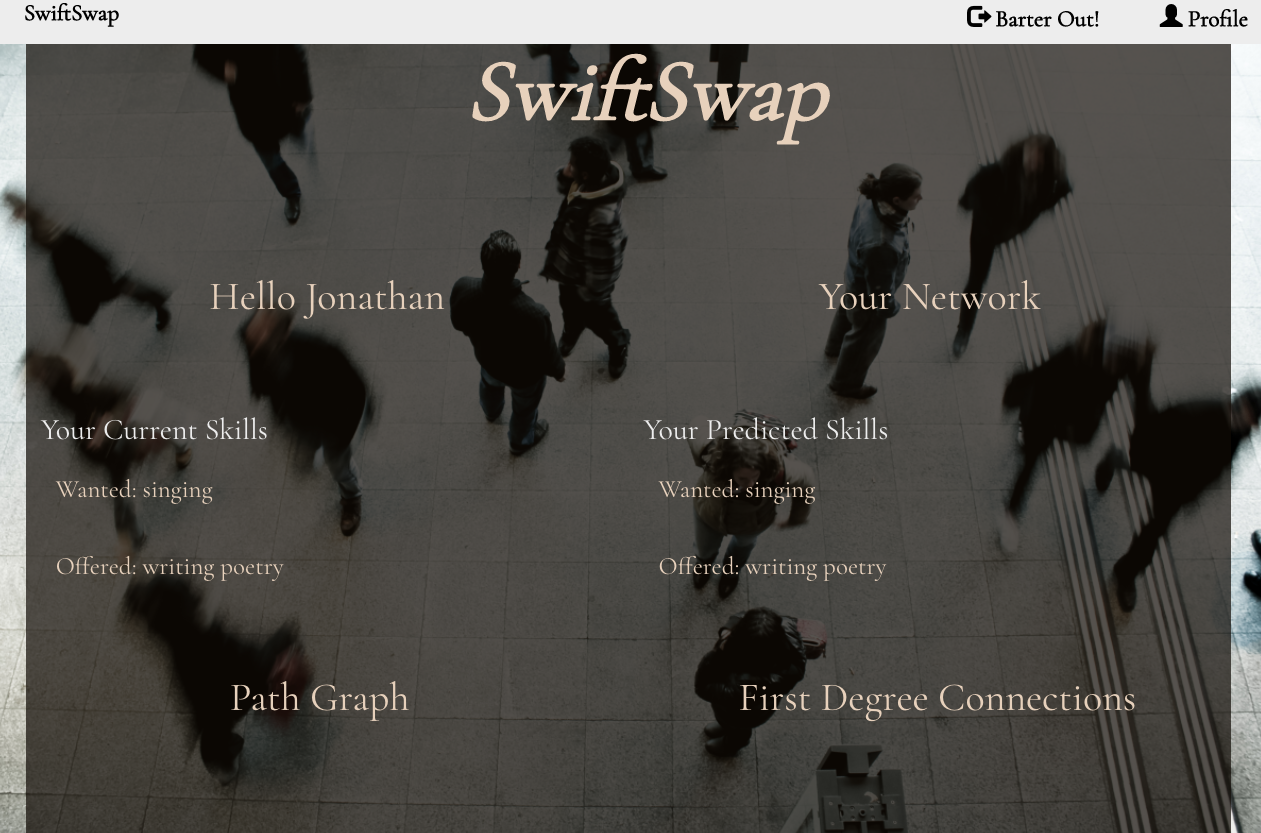 SwiftSwap
Barter Out!
Profile
SwiftSwap
Hello Jonathan
Your Network
Your Current Skills
Wanted: singing
Offered: writing poetry
Your Predicted Skills
Wanted: singing
Offered: writing poetry
Path Graph
First Degree Connections